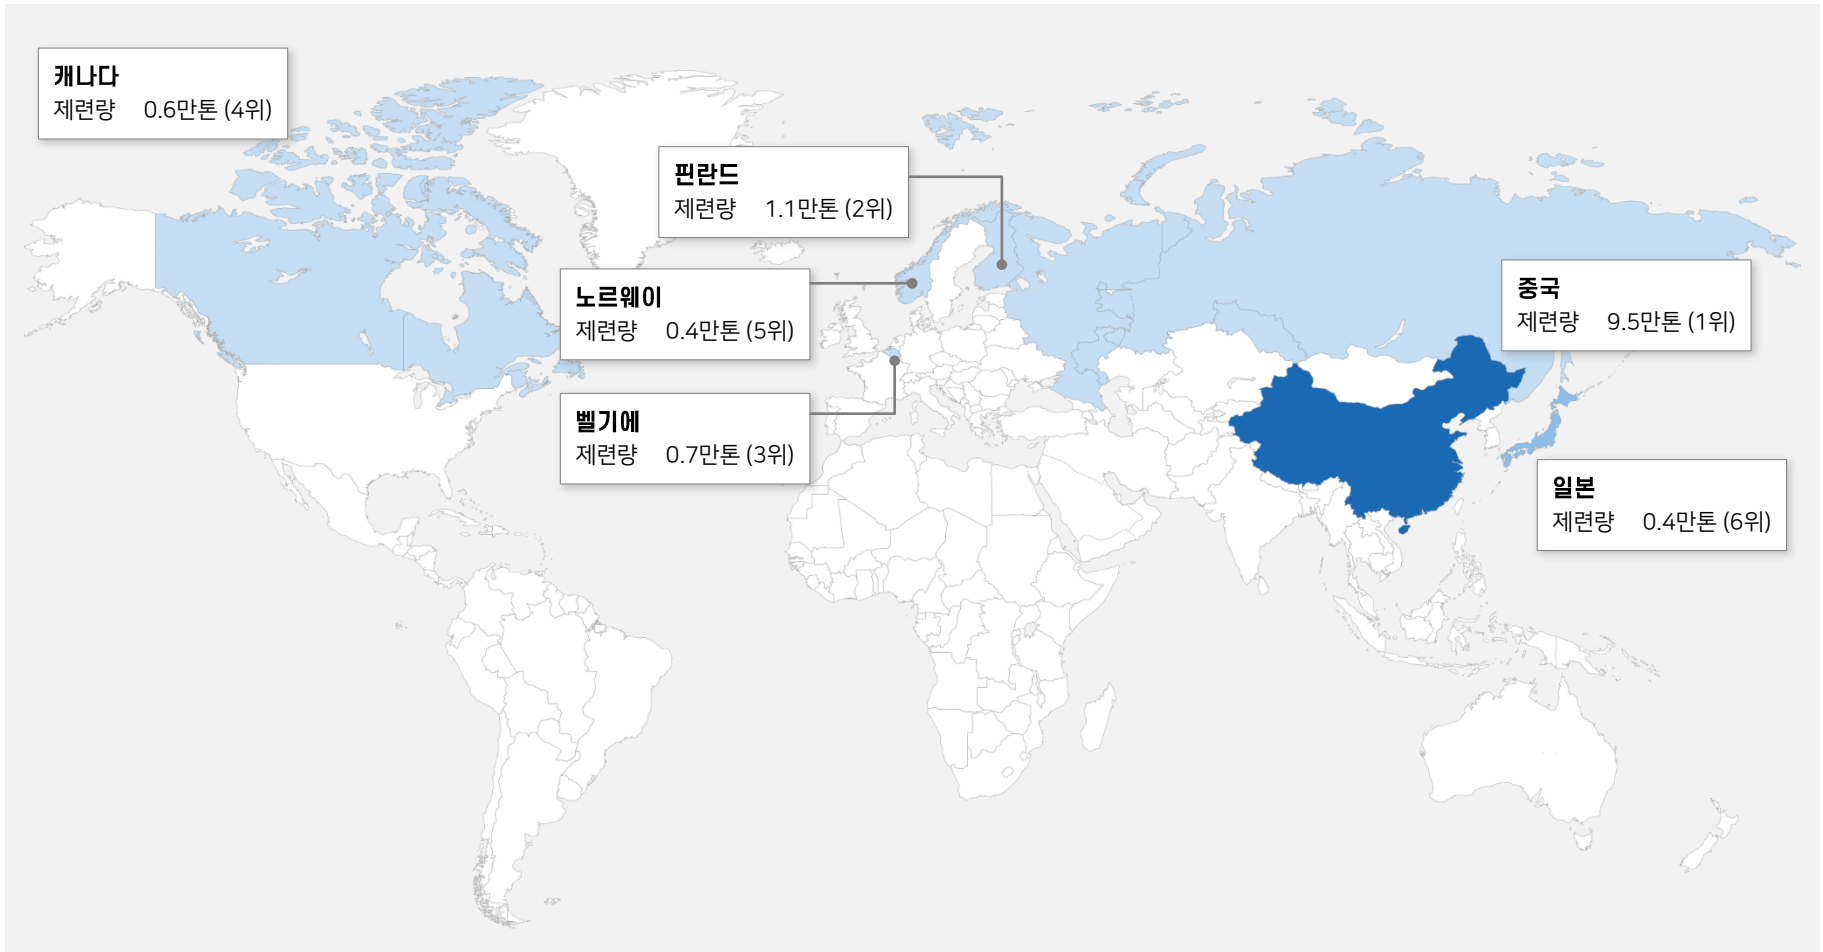 캐나다
제련량 0.6만톤 (4위)
핀란드
제련량 1.1만톤 (2위)
노르웨이
제련량 0.4만톤 (5위)
벨기에
제련량 0.7만톤 (3위)
중국
제련량 9.5만톤 (1위)
일본
제련량 0.4만톤 (6위)